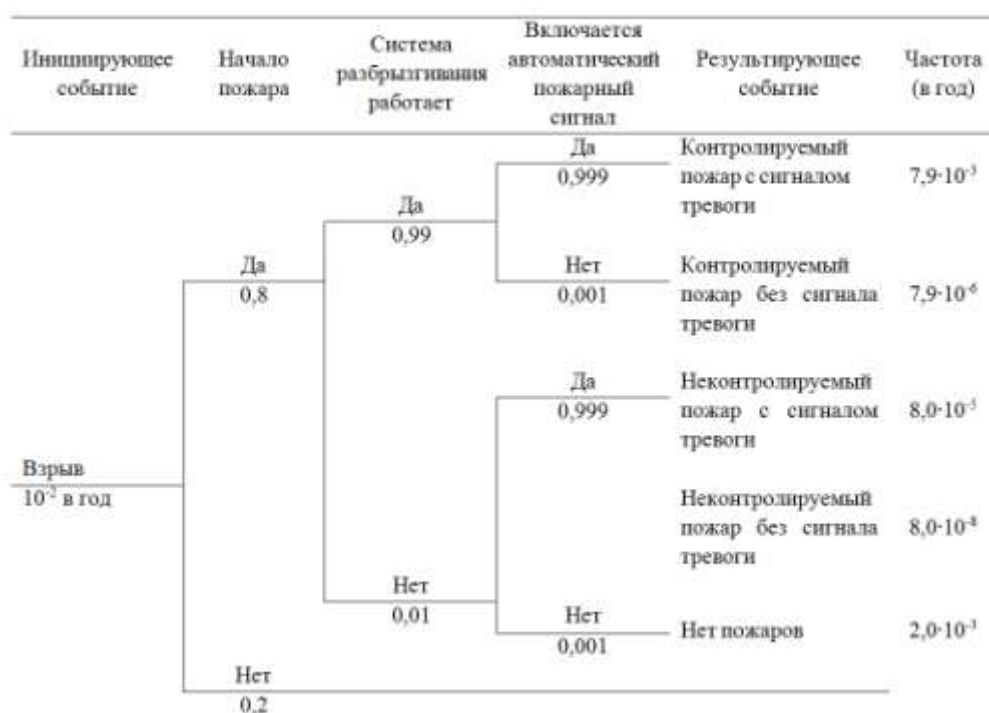 Инициирующее событие
Начало пожара
Система разбрызгивания работает
Включается автоматический пожарный сигнал
Результирующее событие
Частота (в год)
Да
0,999
Контролируемый
пожар с сигналом
тревоги
7,9·10⁻³
Да
0,99
Да
0,8
Нет
0,001
Контролируемый
пожар без сигнала
тревоги
7,9·10⁻⁶
Да
0,999
Неконтролируемый
пожар с сигналом
тревоги
8,0·10⁻⁵
Взрыв
10⁻² в год
Неконтролируемый
пожар без сигнала
тревоги
8,0·10⁻⁸
Нет
0,01
Нет
0,001
Нет пожаров
2,0·10⁻³
Нет
0,2